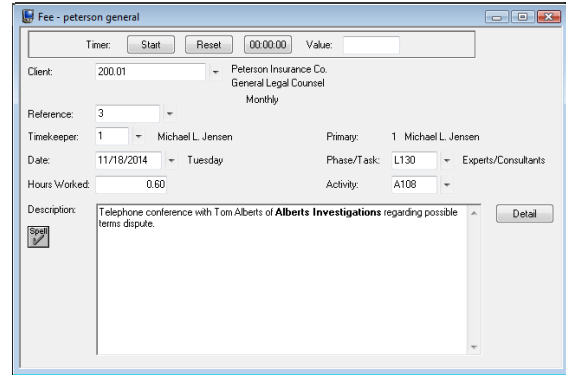 Fee - peterson general
Timer: Start Reset 00:00:00 Value:
Client: 200.01 Peterson Insurance Co.
General Legal Counsel
Monthly
Reference: 3
Timekeeper: 1 Michael L. Jensen Primary: 1 Michael L. Jensen
Date: 11/18/2014 Tuesday Phase/Task: L130 Experts/Consultants
Hours Worked: 0.60 Activity: A108
Description: Telephone conference with Tom Alberts of Alberts Investigations regarding possible Detail
terms dispute.
Spell